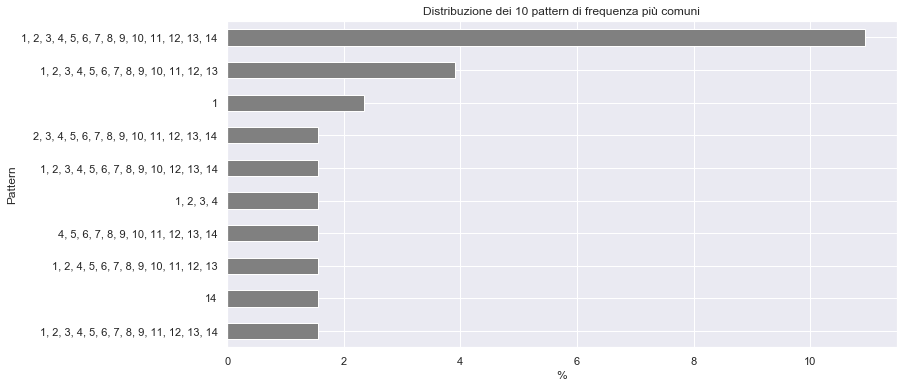 Distribuzione dei 10 pattern di frequenza più comuni
Pattern
1, 2, 3, 4, 5, 6, 7, 8, 9, 10, 11, 12, 13, 14
1, 2, 3, 4, 5, 6, 7, 8, 9, 10, 11, 12, 13
1
2, 3, 4, 5, 6, 7, 8, 9, 10, 11, 12, 13, 14
1, 2, 3, 4, 5, 6, 7, 8, 9, 10, 12, 13, 14
1, 2, 3, 4
4, 5, 6, 7, 8, 9, 10, 11, 12, 13, 14
1, 2, 4, 5, 6, 7, 8, 9, 10, 11, 12, 13
14
1, 2, 3, 4, 5, 6, 7, 8, 9, 11, 12, 13, 14
0 2 4 6 8 10
%